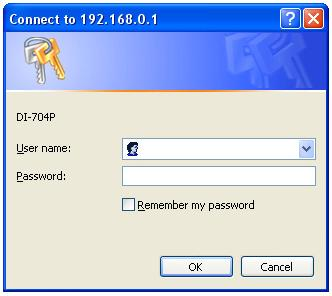 Connect to 192.168.0.1
DI-704P
User name:
Password:
Remember my password
OK
Cancel